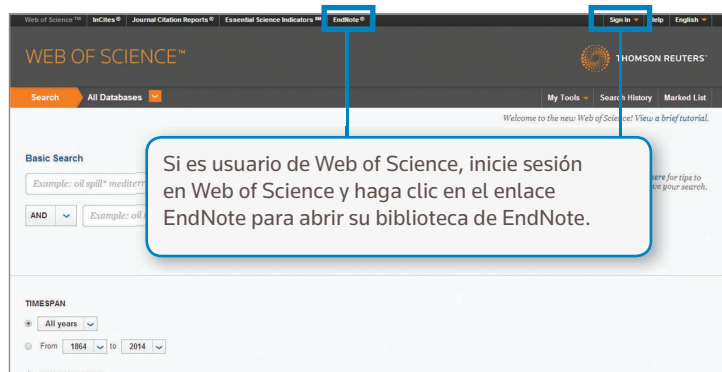 Web of Science™ InCites® Journal Citation Reports® Essential Science Indicators℠ EndNote® Sign In Help English
WEB OF SCIENCE™ THOMSON REUTERS™
Search All Databases My Tools Search History Marked List
Welcome to the new Web of Science! View a brief tutorial.
Basic Search
Si es usuario de Web of Science, inicie sesión
en Web of Science y haga clic en el enlace
EndNote para abrir su biblioteca de EndNote.
Example: oil spill* for tips to
your search.
AND Example: oil
TIMESPAN
All years
From 1864 to 2014